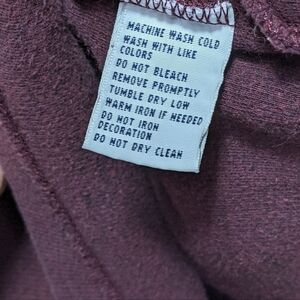 MACHINE WASH COLD
WASH WITH LIKE
COLORS
DO NOT BLEACH
REMOVE PROMPTLY
TUMBLE DRY LOW
WARM IRON IF NEEDED
DO NOT IRON
DECORATION
DO NOT DRY CLEAN